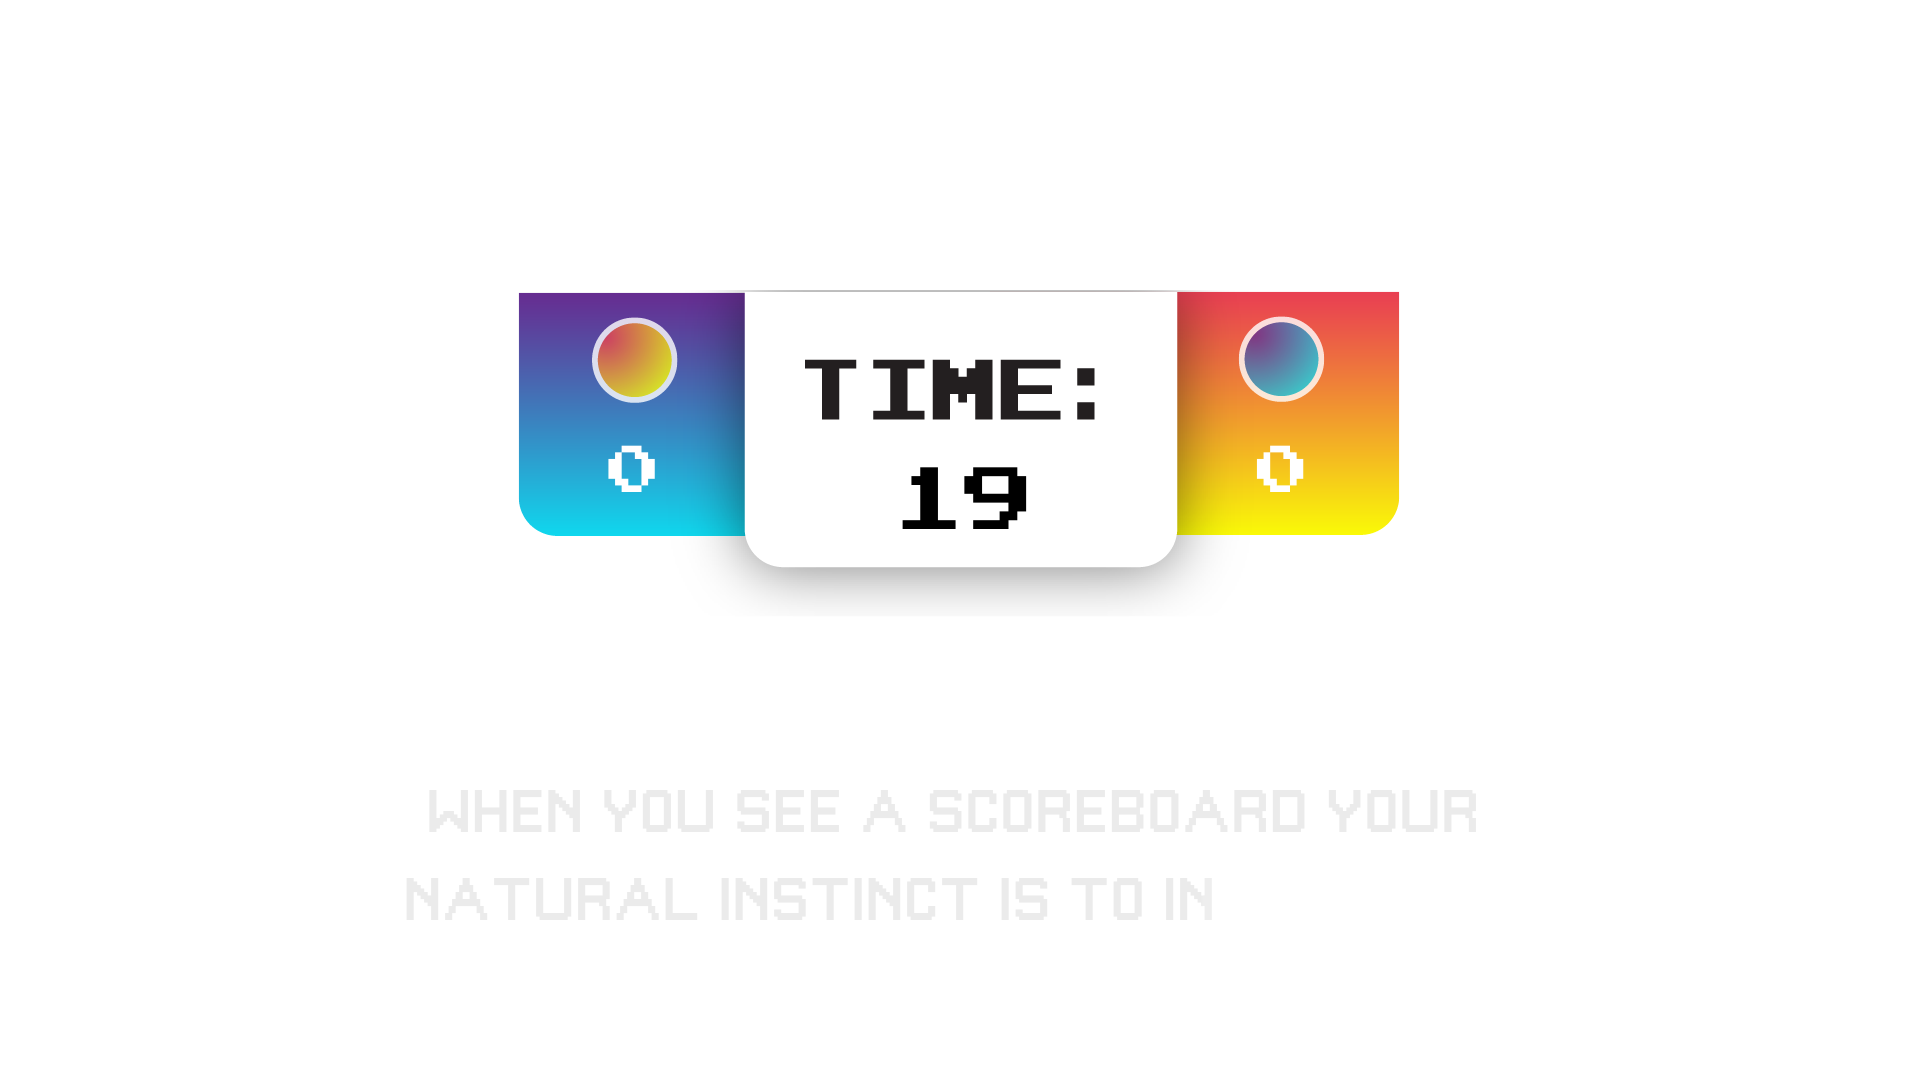 TIME:
0 19 0
WHEN YOU SEE A SCOREBOARD YOUR
NATURAL INSTINCT IS TO IN